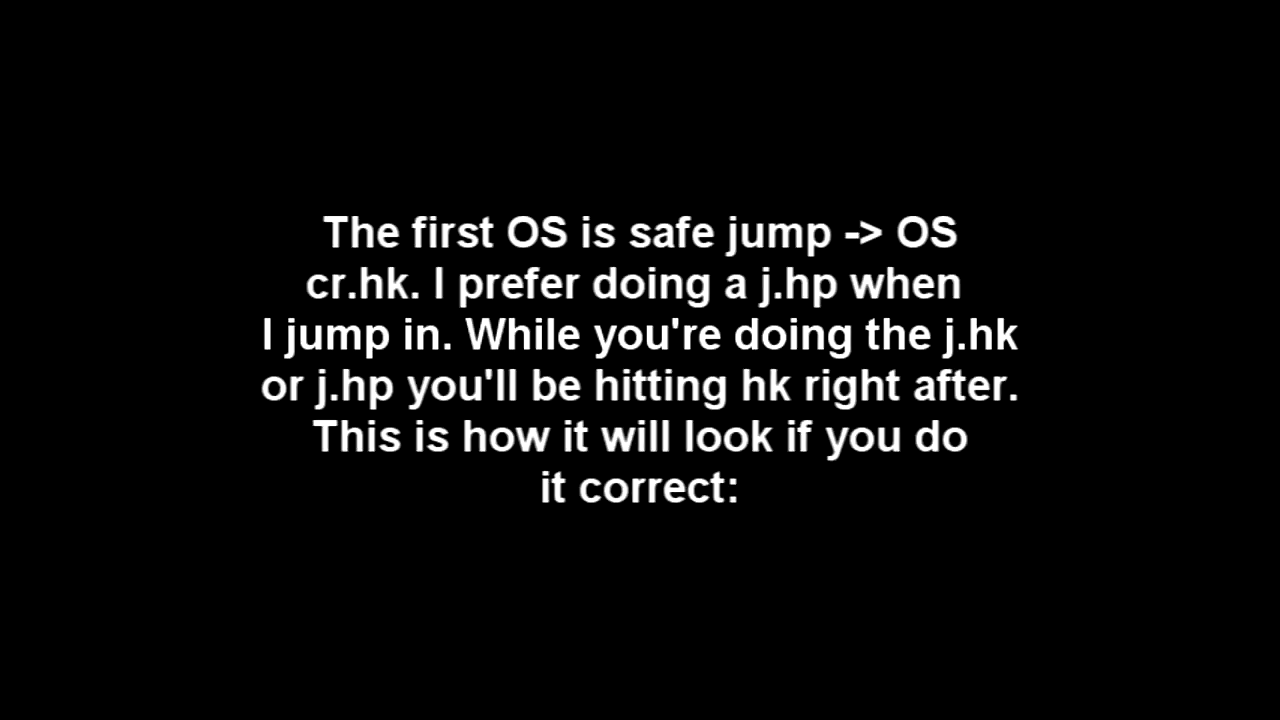 The first OS is safe jump -> OS
cr.hk. I prefer doing a j.hp when
I jump in. While you're doing the j.hk
or j.hp you'll be hitting hk right after.
This is how it will look if you do
it correct: